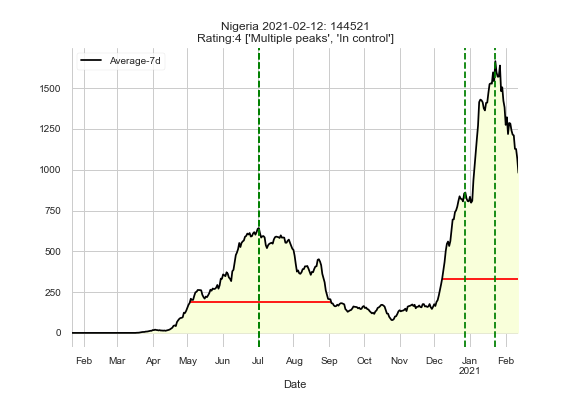 Nigeria 2021-02-12: 144521
Rating:4 ['Multiple peaks', 'In control']
Average-7d
1500
1250
1000
750
500
250
0
Feb Mar Apr May Jun Jul Aug Sep Oct Nov Dec Jan Feb
2021
Date